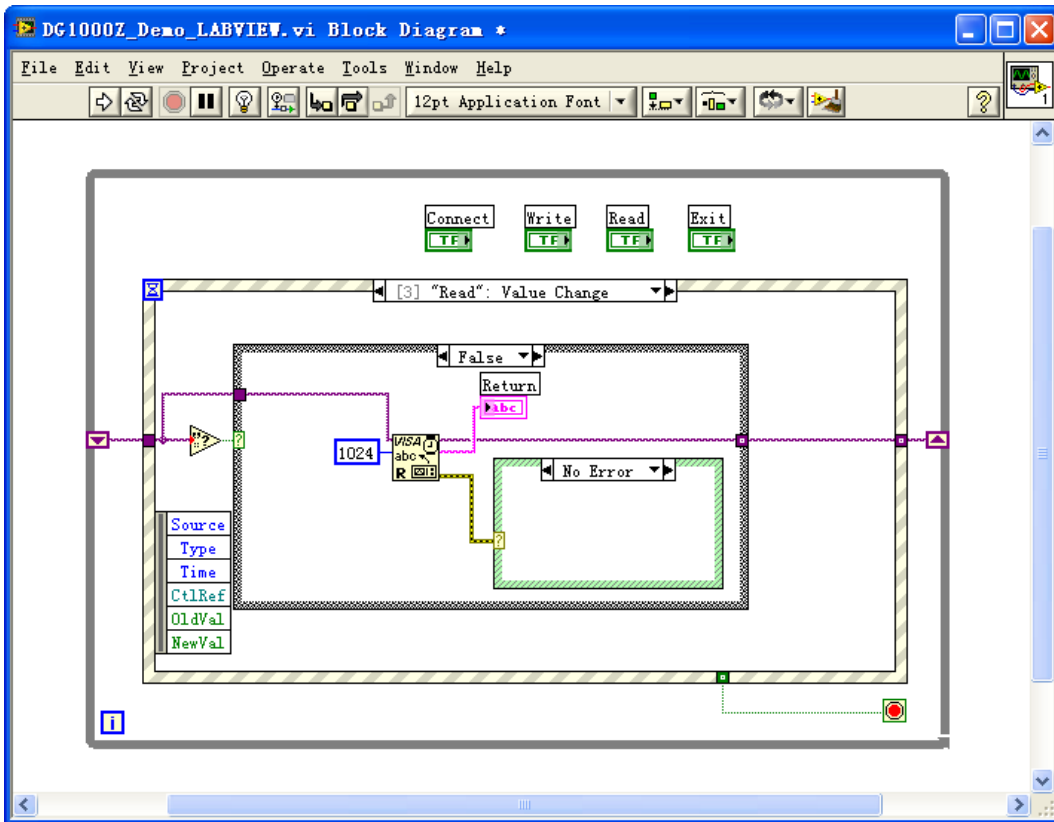 DG1000Z_Demo_LABVIEW.vi Block Diagram *
File Edit View Project Operate Tools Window Help
12pt Application Font
1
Connect Write Read Exit
TF TF TF TF
[3] "Read": Value Change
False
Return
abc
"?
?
1024
VISA
abc
R
No Error
?
Source
Type
Time
CtlRef
OldVal
NewVal
i